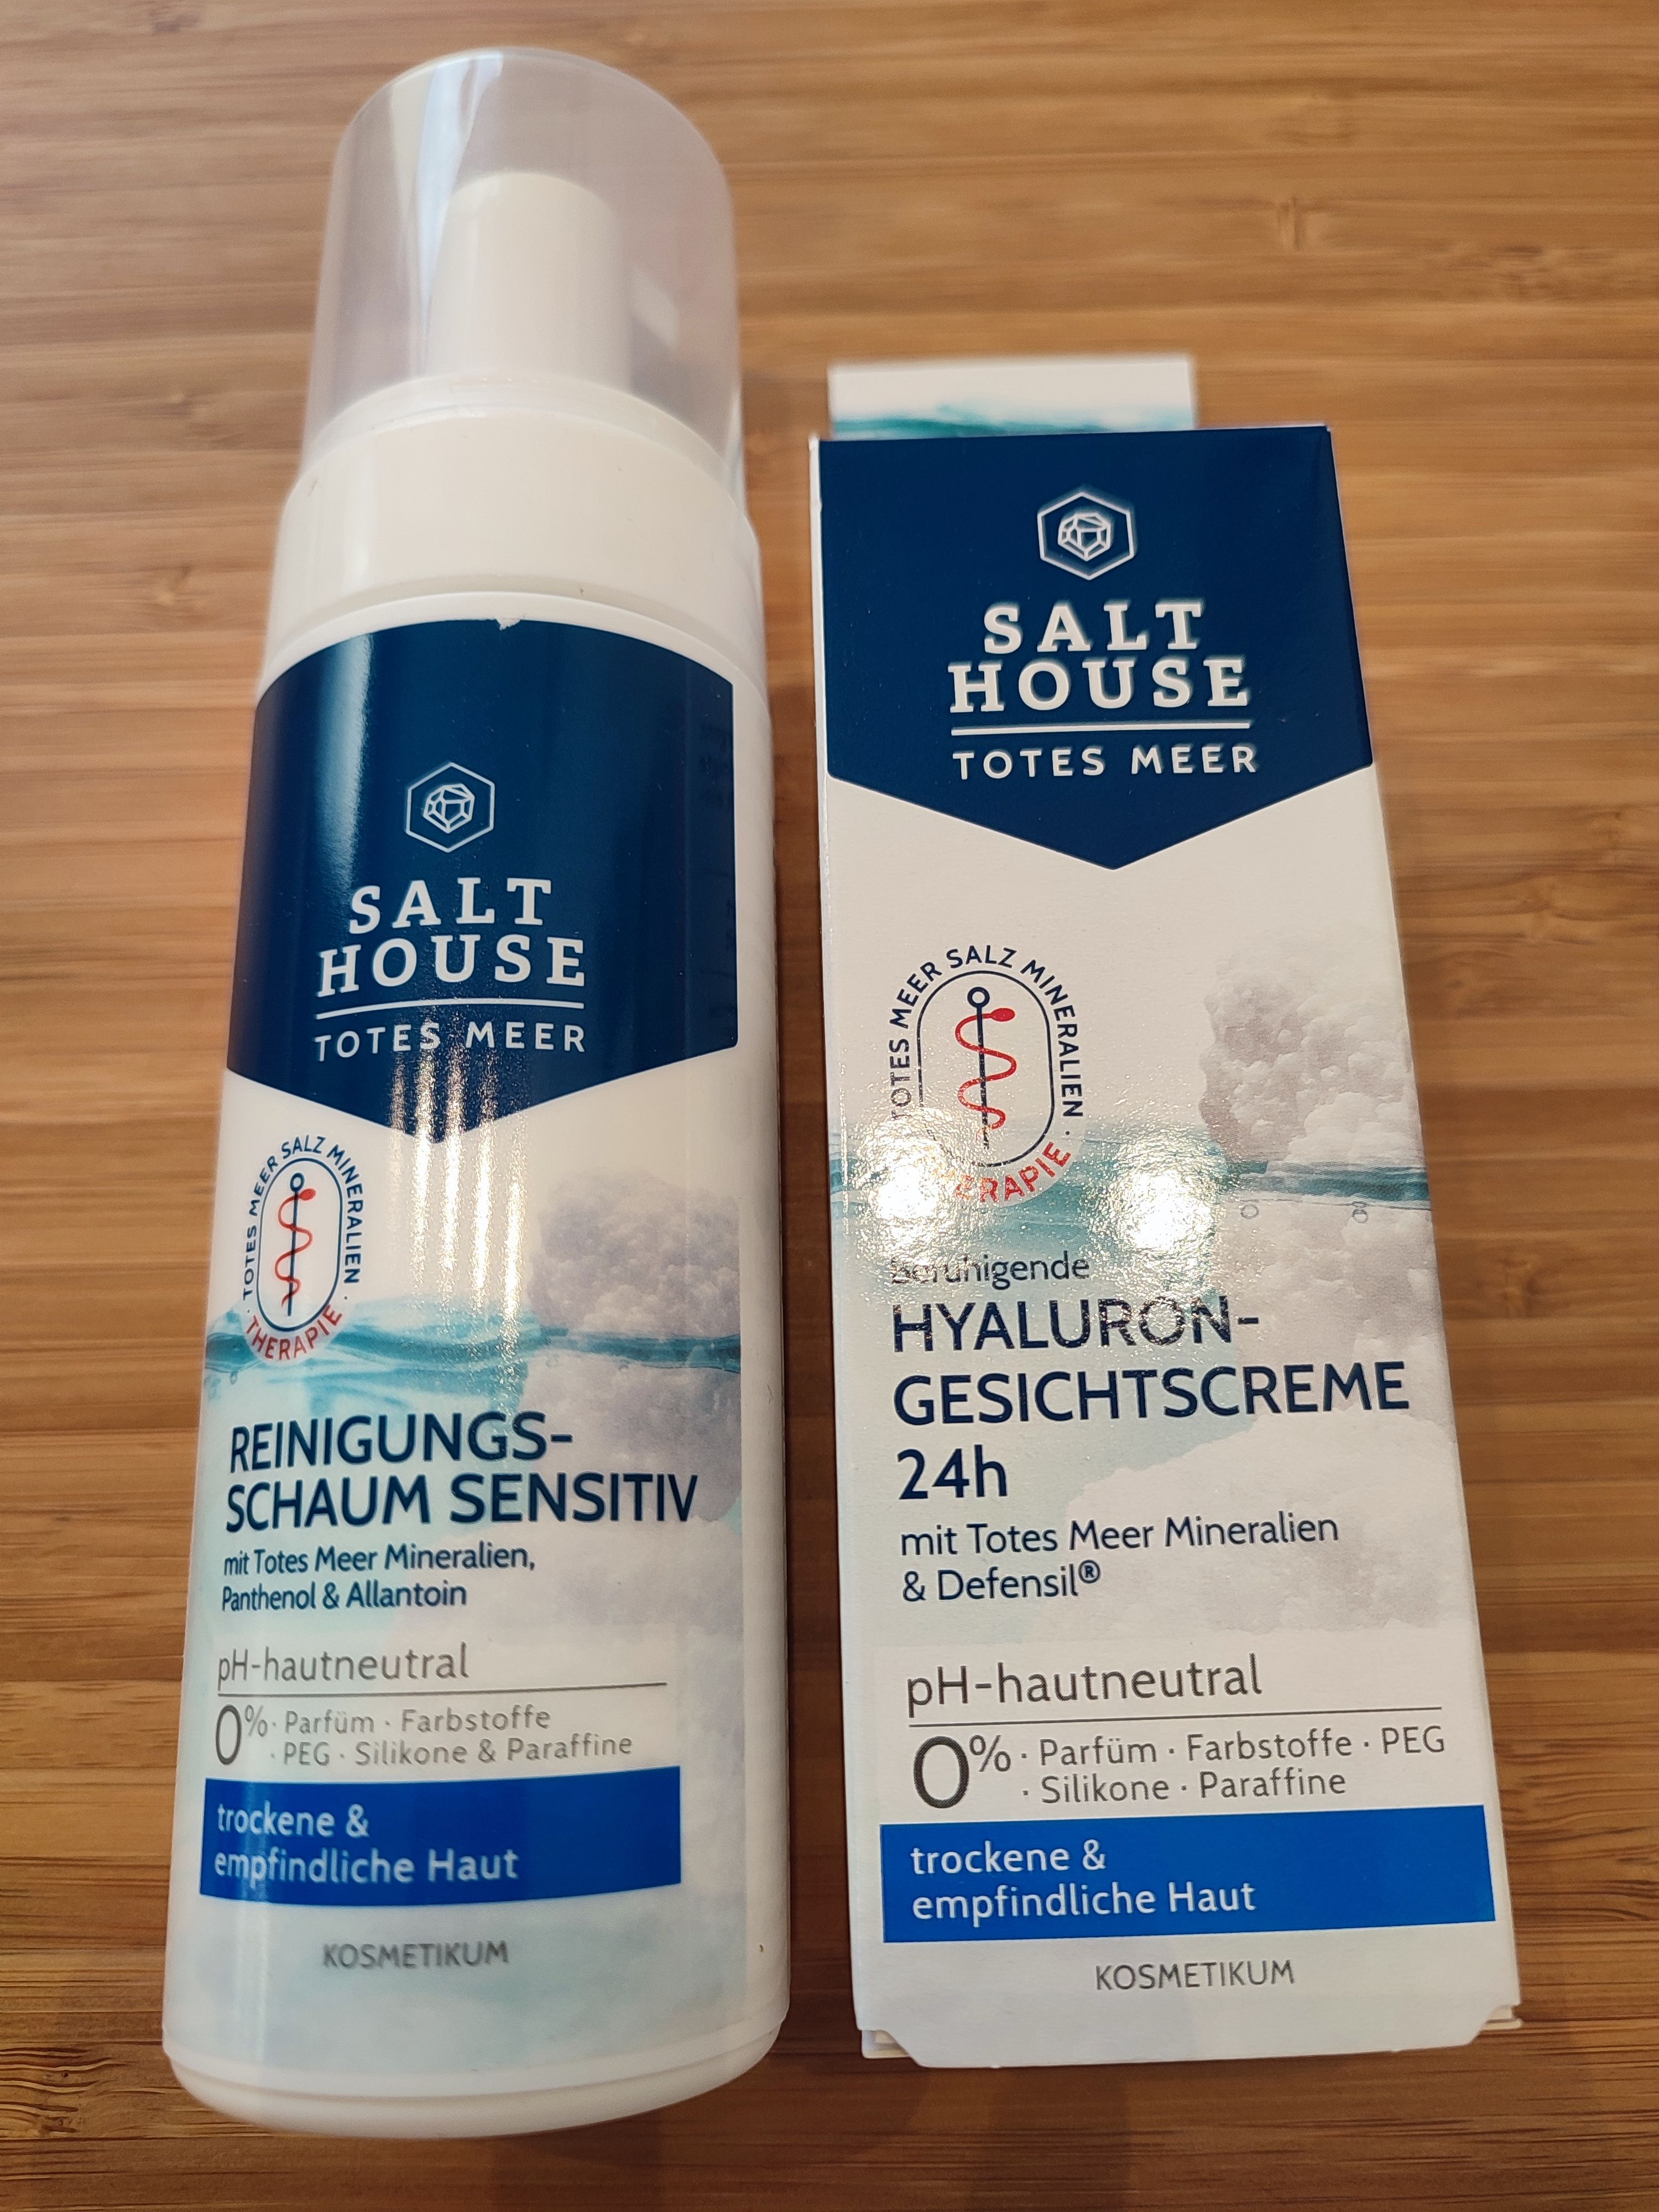 SALT
HOUSE
TOTES MEER
TOTES MEER SALZ MINERALIEN
· THERAPIE ·
REINIGUNGS-
SCHAUM SENSITIV
mit Totes Meer Mineralien,
Panthenol & Allantoin
pH-hautneutral
0% · Parfüm · Farbstoffe
· PEG · Silikone & Paraffine
trockene &
empfindliche Haut
KOSMETIKUM
SALT
HOUSE
TOTES MEER
TOTES MEER SALZ MINERALIEN ·
THERAPIE
beruhigende
HYALURON-
GESICHTSCREME
24h
mit Totes Meer Mineralien
& Defensil®
pH-hautneutral
0% · Parfüm · Farbstoffe · PEG
· Silikone · Paraffine
trockene &
empfindliche Haut
KOSMETIKUM